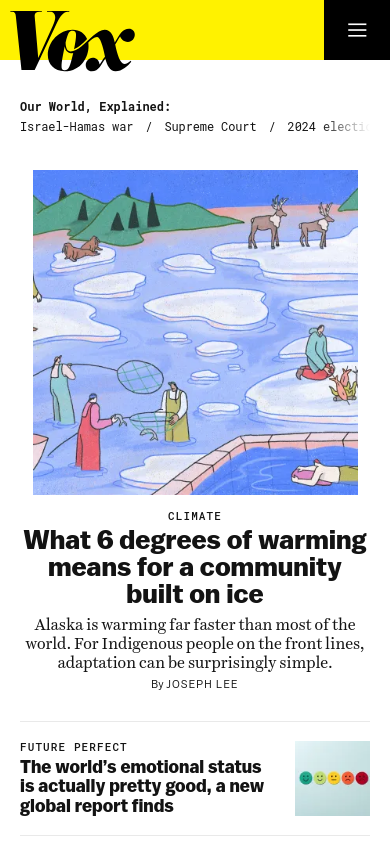 Vox
Our World, Explained:
Israel-Hamas war / Supreme Court / 2024 electi
CLIMATE
What 6 degrees of warming
means for a community
built on ice
Alaska is warming far faster than most of the
world. For Indigenous people on the front lines,
adaptation can be surprisingly simple.
By JOSEPH LEE
FUTURE PERFECT
The world’s emotional status
is actually pretty good, a new
global report finds